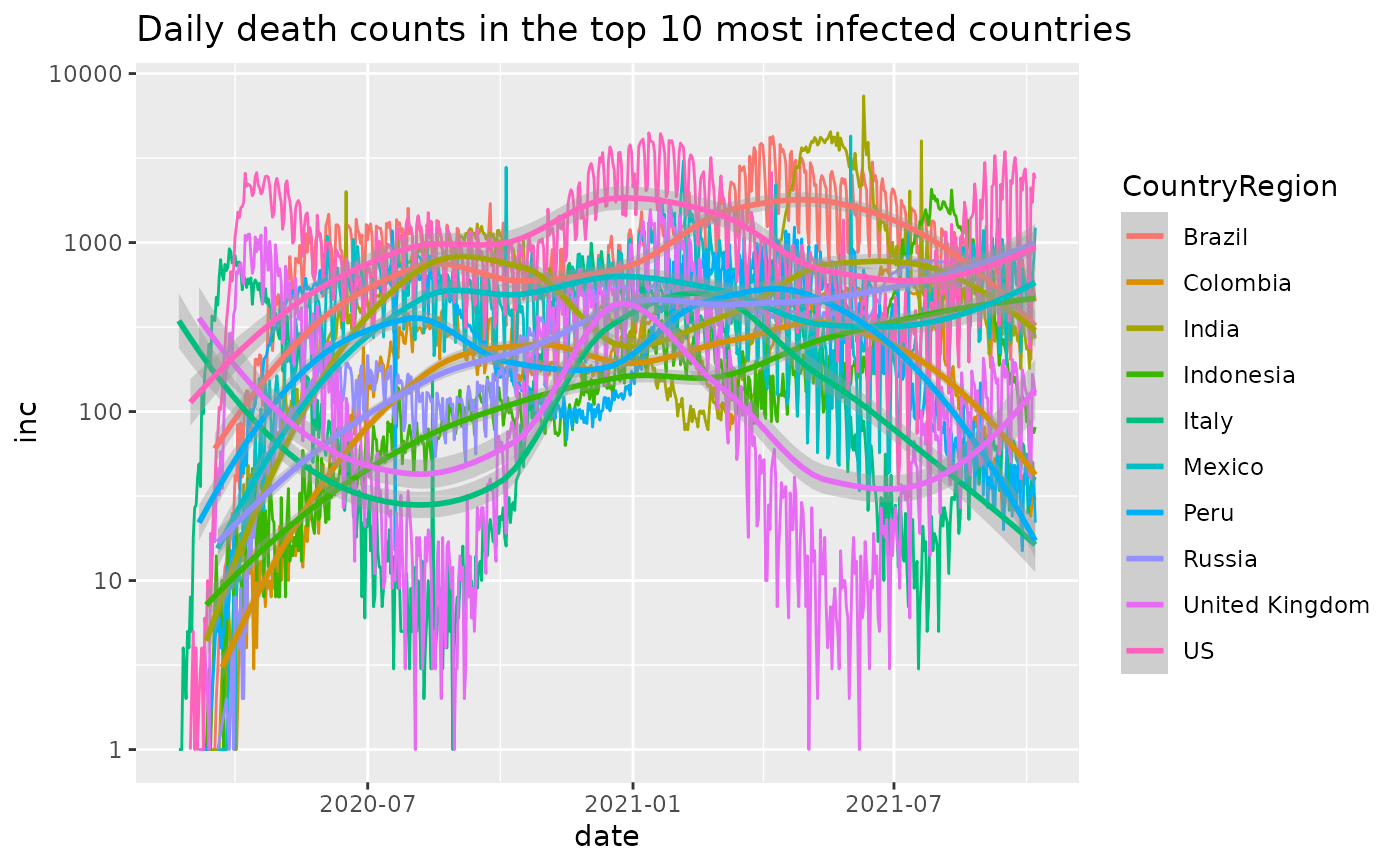 Daily death counts in the top 10 most infected countries
10000
1000
100
10
1
inc
2020-07
2021-01
2021-07
date
CountryRegion
Brazil
Colombia
India
Indonesia
Italy
Mexico
Peru
Russia
United Kingdom
US